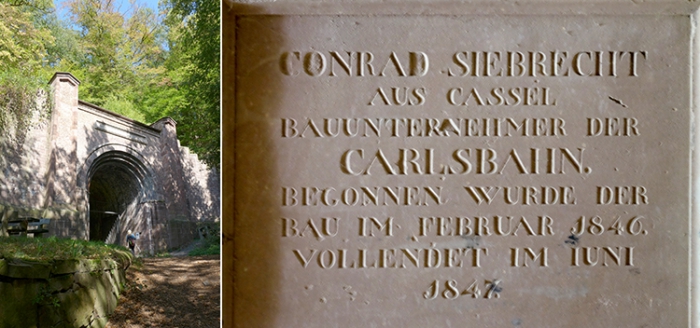 CONRAD SIEBRECHT
AUS CASSEL
BAUUNTERNEHMER DER
CARLSBAHN.
BEGONNEN WURDE DER
BAU IM FEBRUAR 1846.
VOLLENDET IM IUNI
1847.